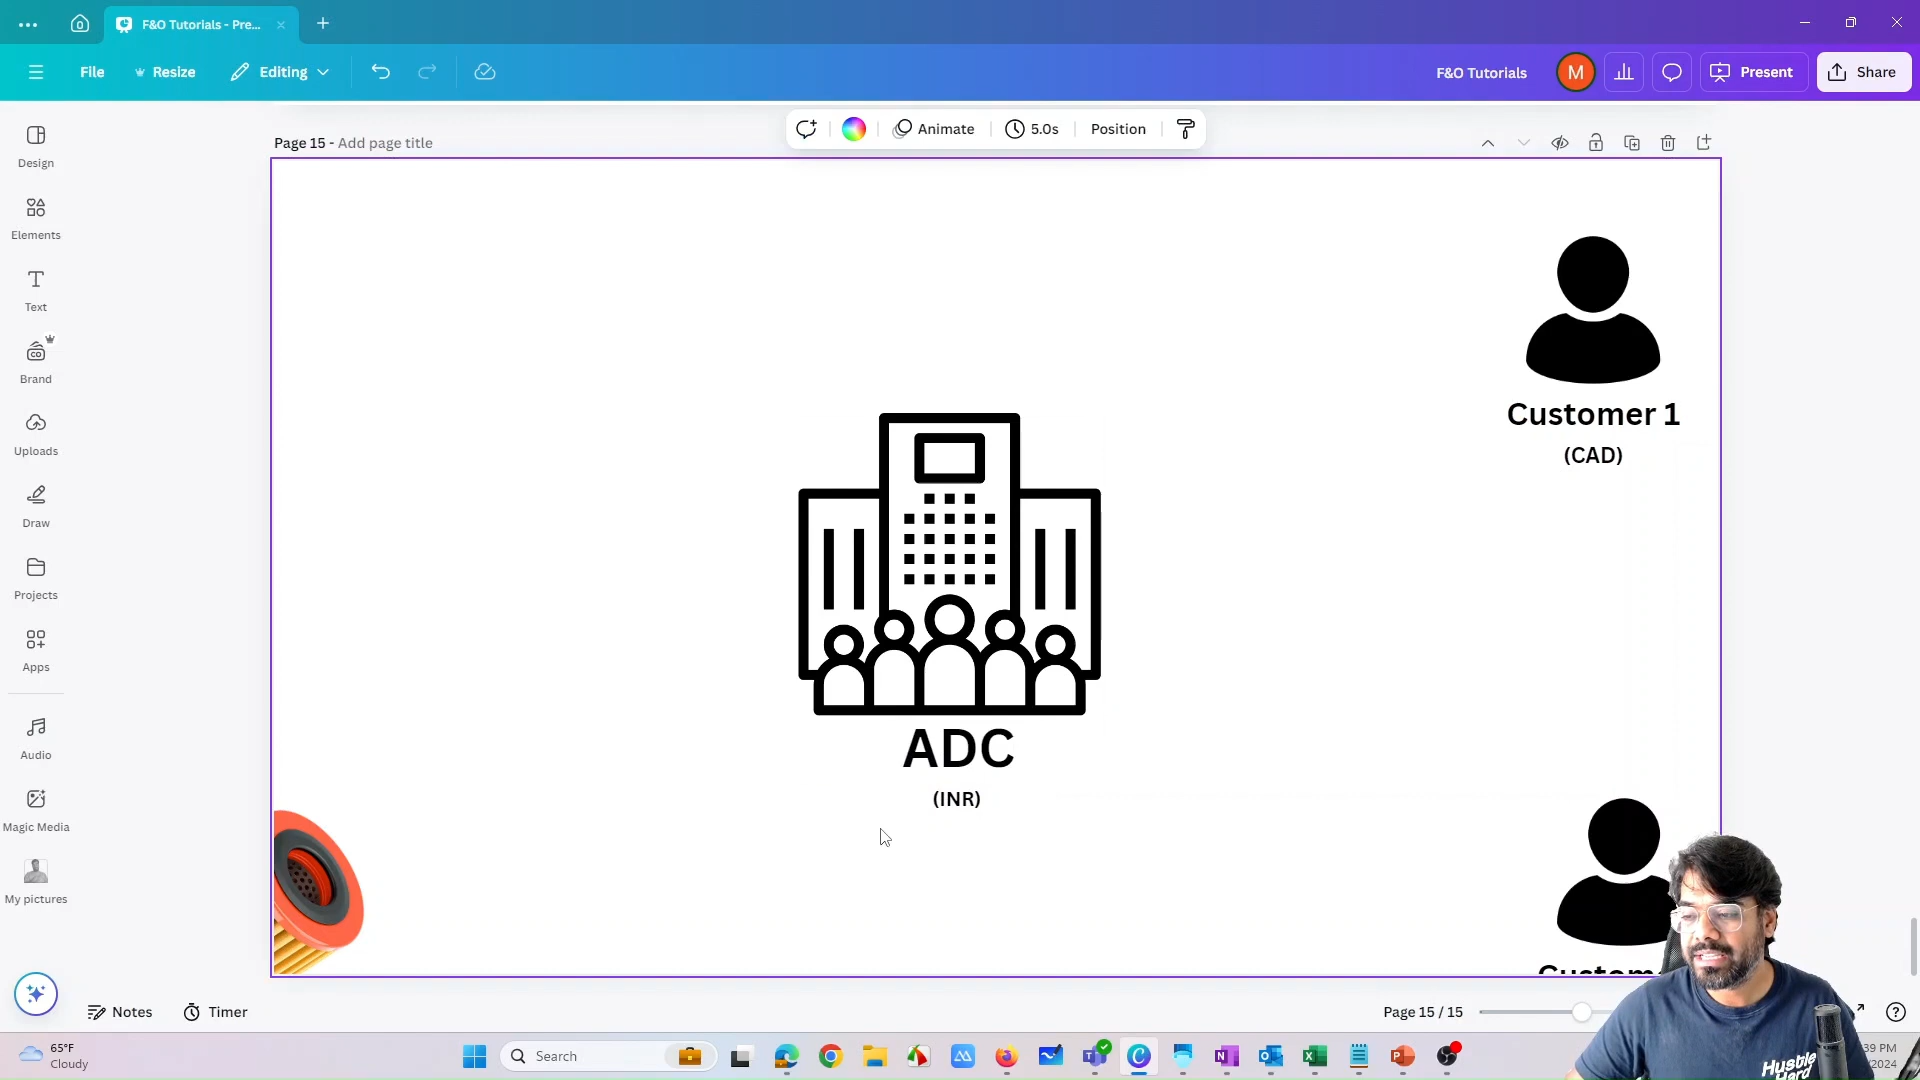 F&O Tutorials - Pre...
File
Resize
Editing
F&O Tutorials
M
Present
Share
Page 15 - Add page title
Animate
5.0s
Position
Design
Elements
Text
Brand
Uploads
Draw
Projects
Apps
Audio
Magic Media
My pictures
Customer 1
(CAD)
ADC
(INR)
Notes
Timer
Page 15 / 15
65°F
Cloudy
Search
Hustle
Hard